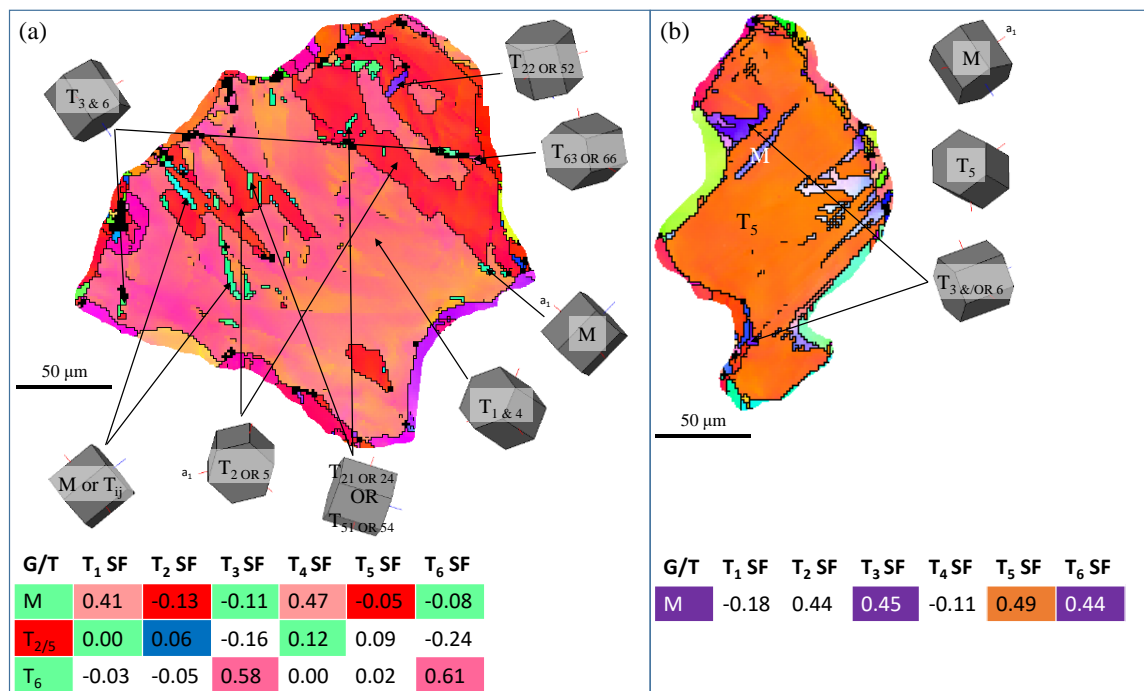 (a)
T3 & 6
T22 OR 52
T63 OR 66
a1
M
50 μm
T1 & 4
M or Tij
a1
T2 OR 5
T21 OR 24
OR
T51 OR 54
G/T T1 SF T2 SF T3 SF T4 SF T5 SF T6 SF
M 0.41 -0.13 -0.11 0.47 -0.05 -0.08
T2/5 0.00 0.06 -0.16 0.12 0.09 -0.24
T6 -0.03 -0.05 0.58 0.00 0.02 0.61
(b)
a1
M
M
T5
T5
T3 &/OR 6
50 μm
G/T T1 SF T2 SF T3 SF T4 SF T5 SF T6 SF
M -0.18 0.44 0.45 -0.11 0.49 0.44